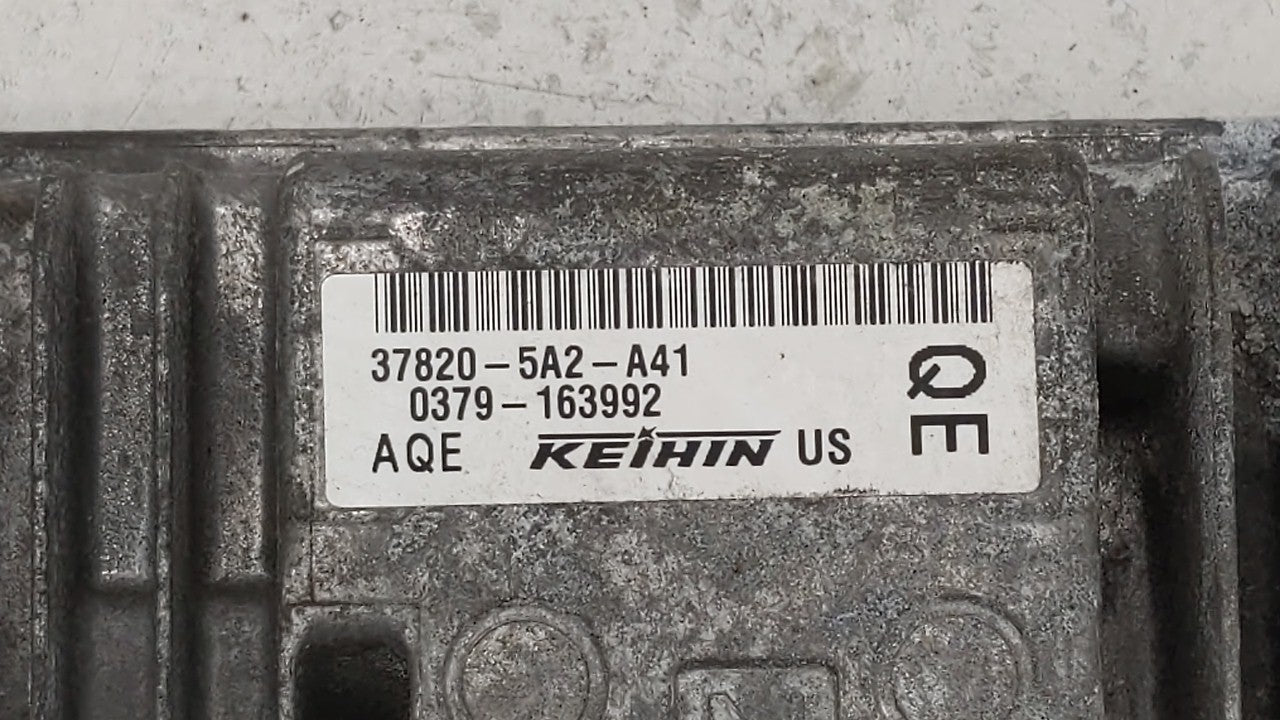 37820-5A2-A41
0379-163992
AQE KEIHIN US
QE